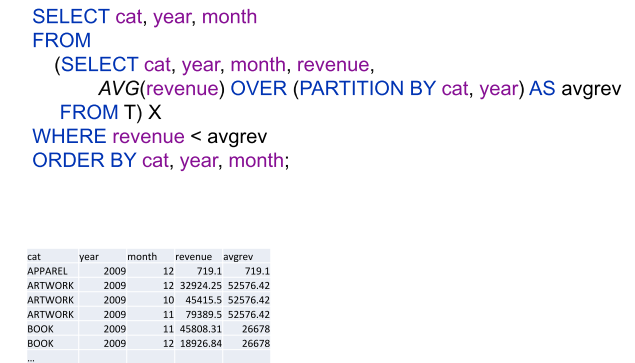 SELECT cat, year, month
FROM
(SELECT cat, year, month, revenue,
AVG(revenue) OVER (PARTITION BY cat, year) AS avgrev
FROM T) X
WHERE revenue < avgrev
ORDER BY cat, year, month;
cat year month revenue avgrev
APPAREL 2009 12 719.1 719.1
ARTWORK 2009 12 32924.25 52576.42
ARTWORK 2009 10 45415.5 52576.42
ARTWORK 2009 11 79389.5 52576.42
BOOK 2009 11 45808.31 26678
BOOK 2009 12 18926.84 26678
...